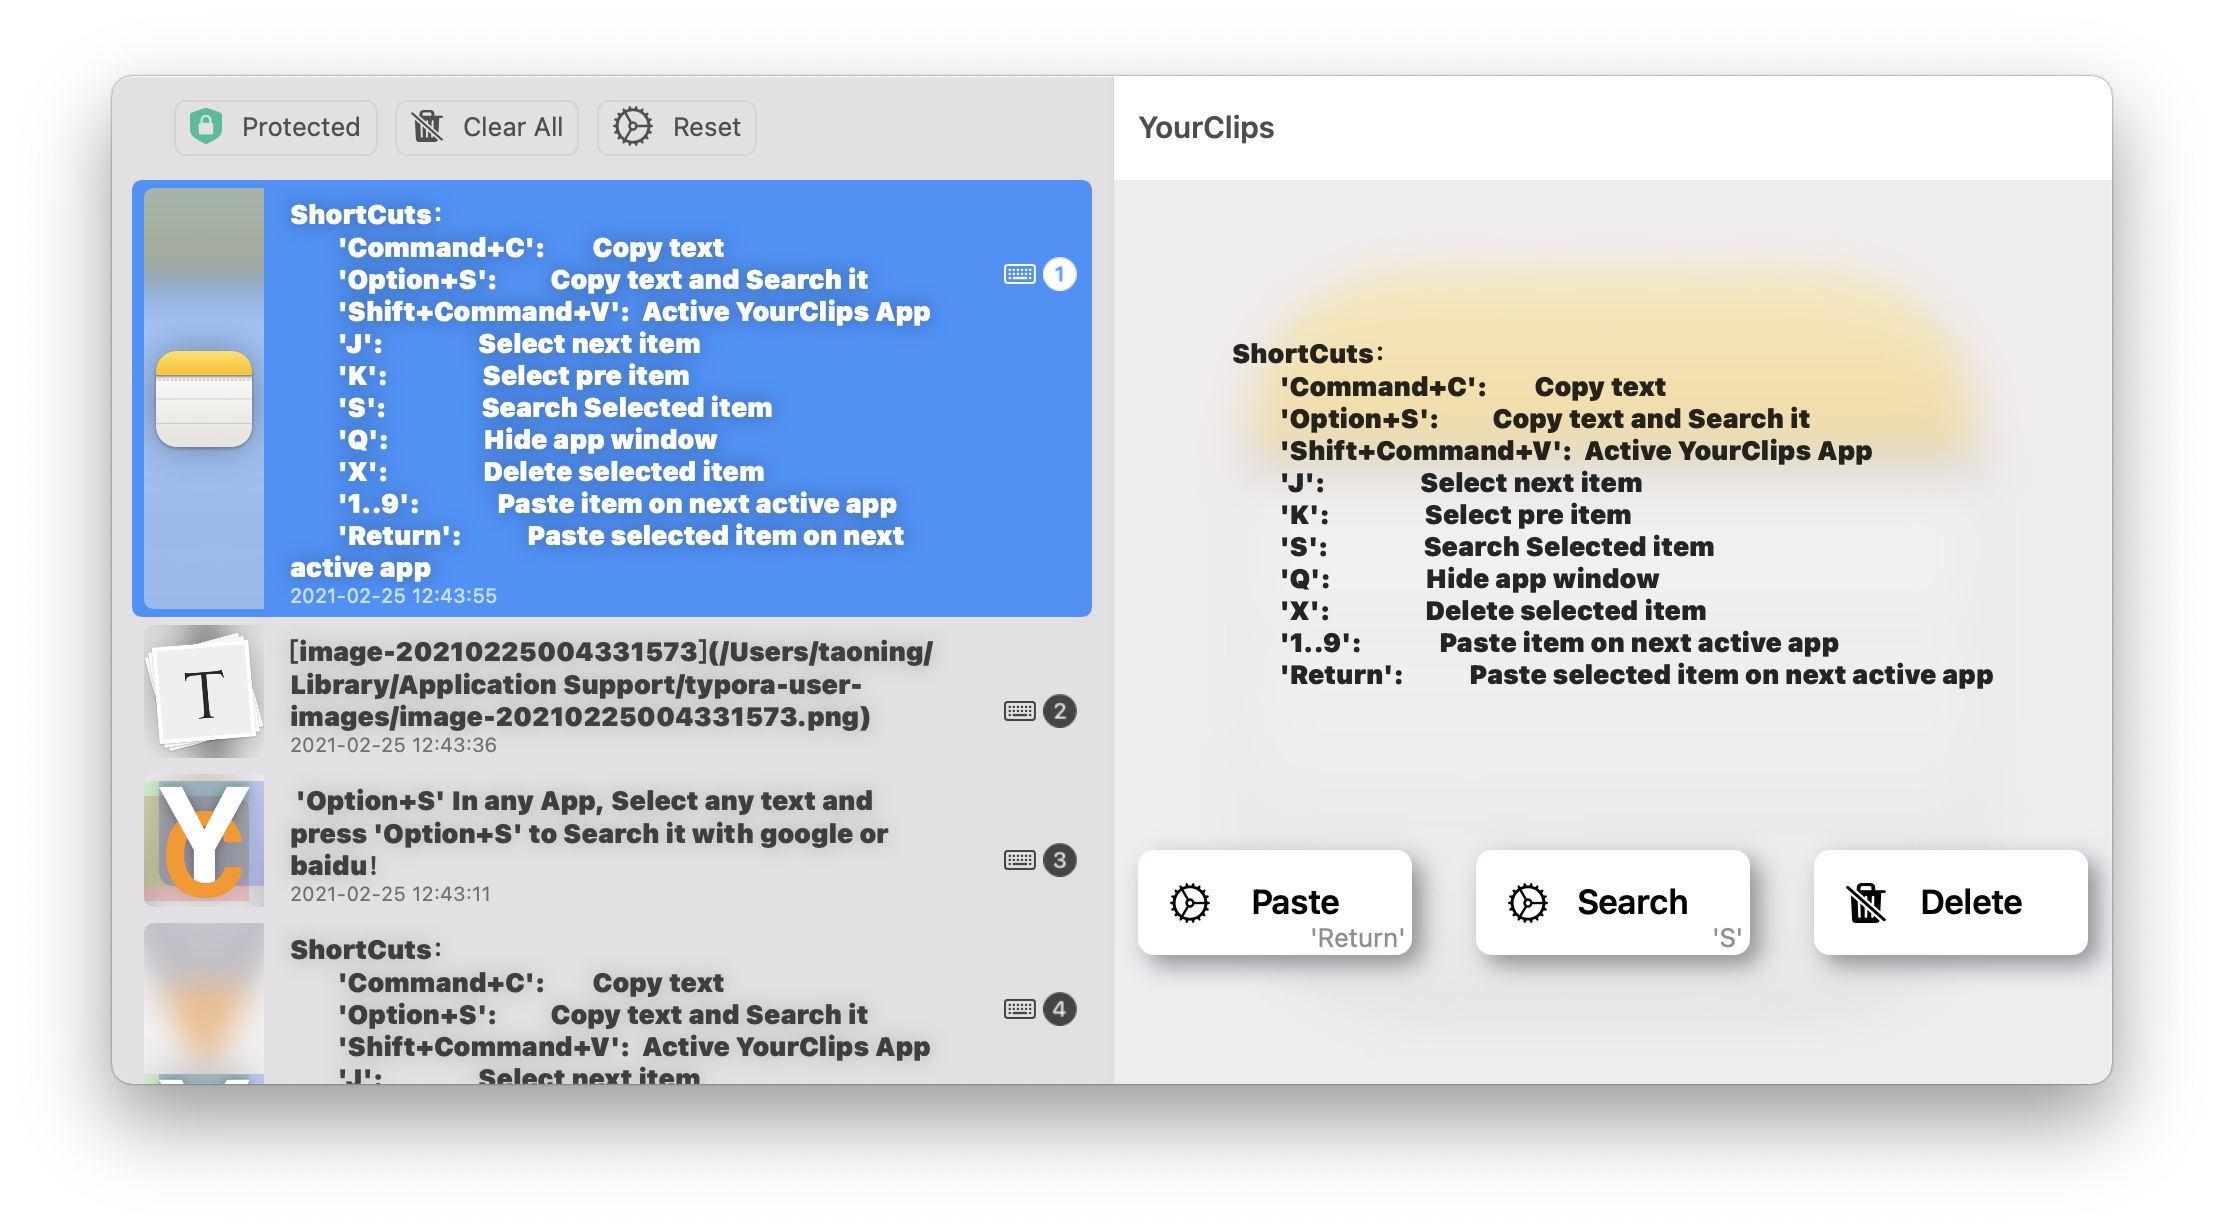 Protected
Clear All
Reset
YourClips
ShortCuts:
'Command+C': Copy text
'Option+S': Copy text and Search it
'Shift+Command+V': Active YourClips App
'J': Select next item
'K': Select pre item
'S': Search Selected item
'Q': Hide app window
'X': Delete selected item
'1..9': Paste item on next active app
'Return': Paste selected item on next
active app
2021-02-25 12:43:55
1
[image-20210225004331573](/Users/taoning/
Library/Application Support/typora-user-
images/image-20210225004331573.png)
2021-02-25 12:43:36
2
T
'Option+S' In any App, Select any text and
press 'Option+S' to Search it with google or
baidu!
2021-02-25 12:43:11
3
YC
ShortCuts:
'Command+C': Copy text
'Option+S': Copy text and Search it
'Shift+Command+V': Active YourClips App
'J': Select next item
4
ShortCuts:
'Command+C': Copy text
'Option+S': Copy text and Search it
'Shift+Command+V': Active YourClips App
'J': Select next item
'K': Select pre item
'S': Search Selected item
'Q': Hide app window
'X': Delete selected item
'1..9': Paste item on next active app
'Return': Paste selected item on next active app
Paste
'Return'
Search
'S'
Delete